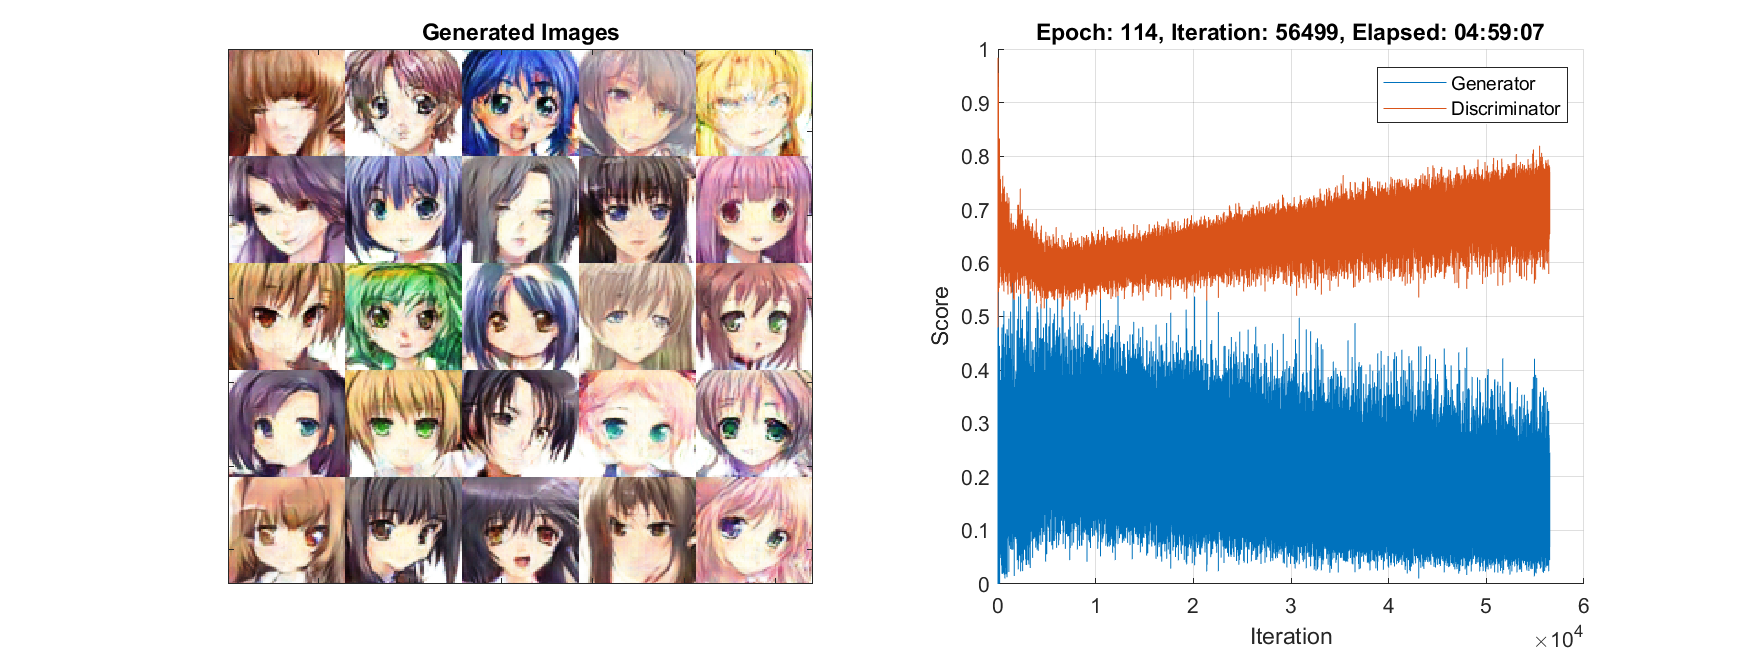 Generated Images
Epoch: 114, Iteration: 56499, Elapsed: 04:59:07
Generator
Discriminator
1
0.9
0.8
0.7
0.6
0.5
0.4
0.3
0.2
0.1
0
Score
0 1 2 3 4 5 6
Iteration
×10⁴